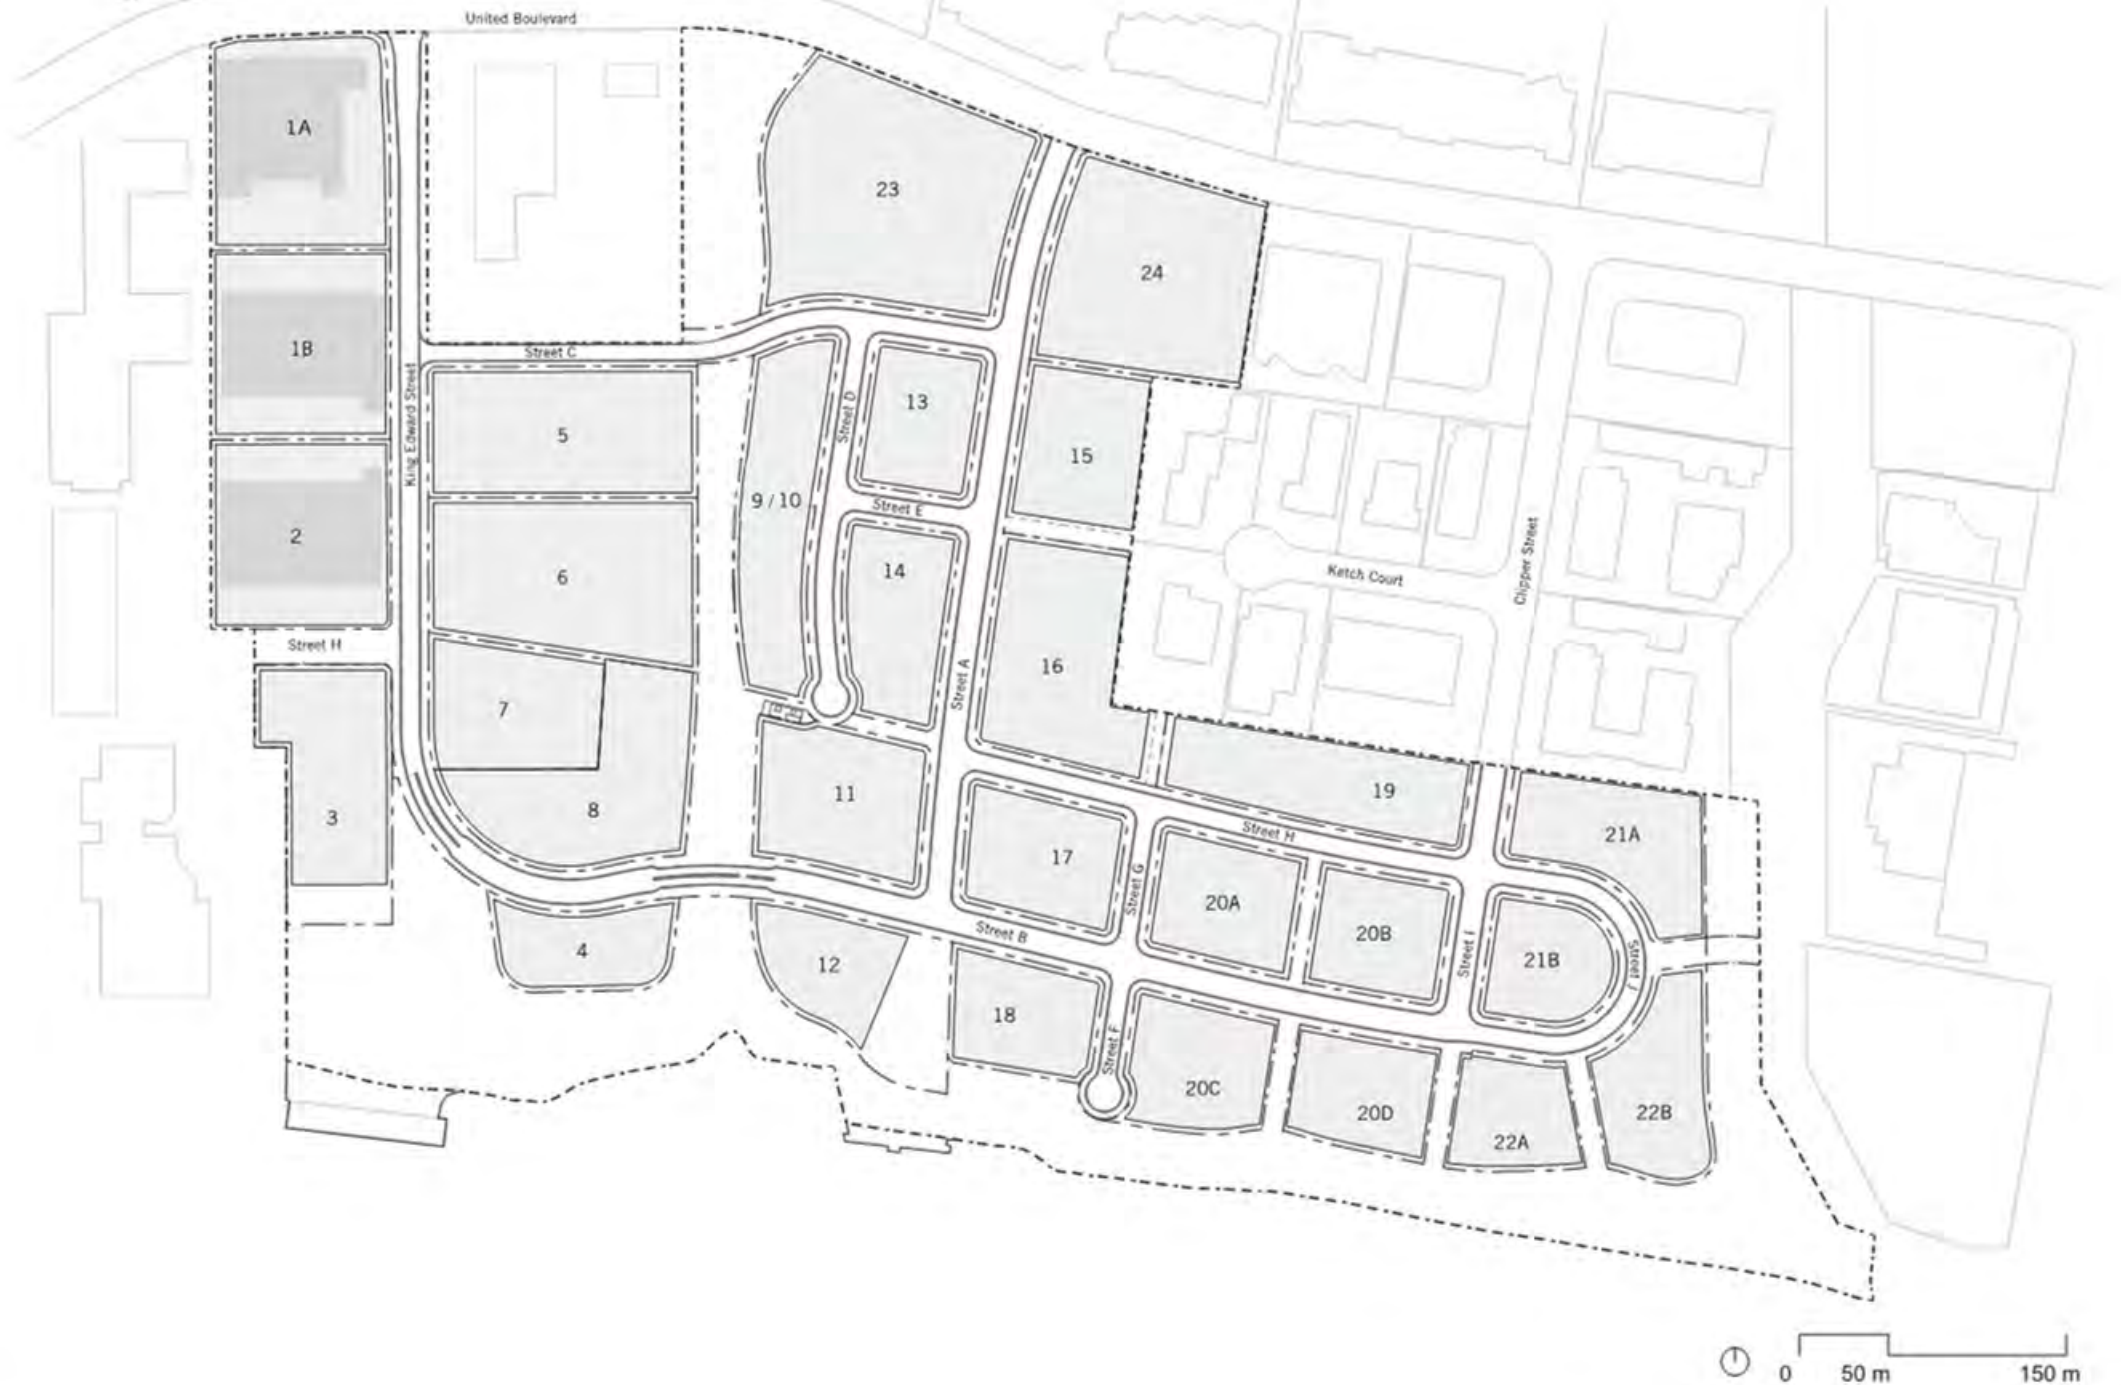 United Boulevard
1A
23
24
1B
Street C
King Edward Street
13
Street D
5
15
9 / 10
Street E
2
14
6
Ketch Court
Clipper Street
Street H
16
Street A
7
19
11
8
3
Street H
21A
17
Street G
20A
20B
Street B
Street I
4
12
21B
Street J
18
Street F
20C
20D
22A
22B
0
50 m
150 m